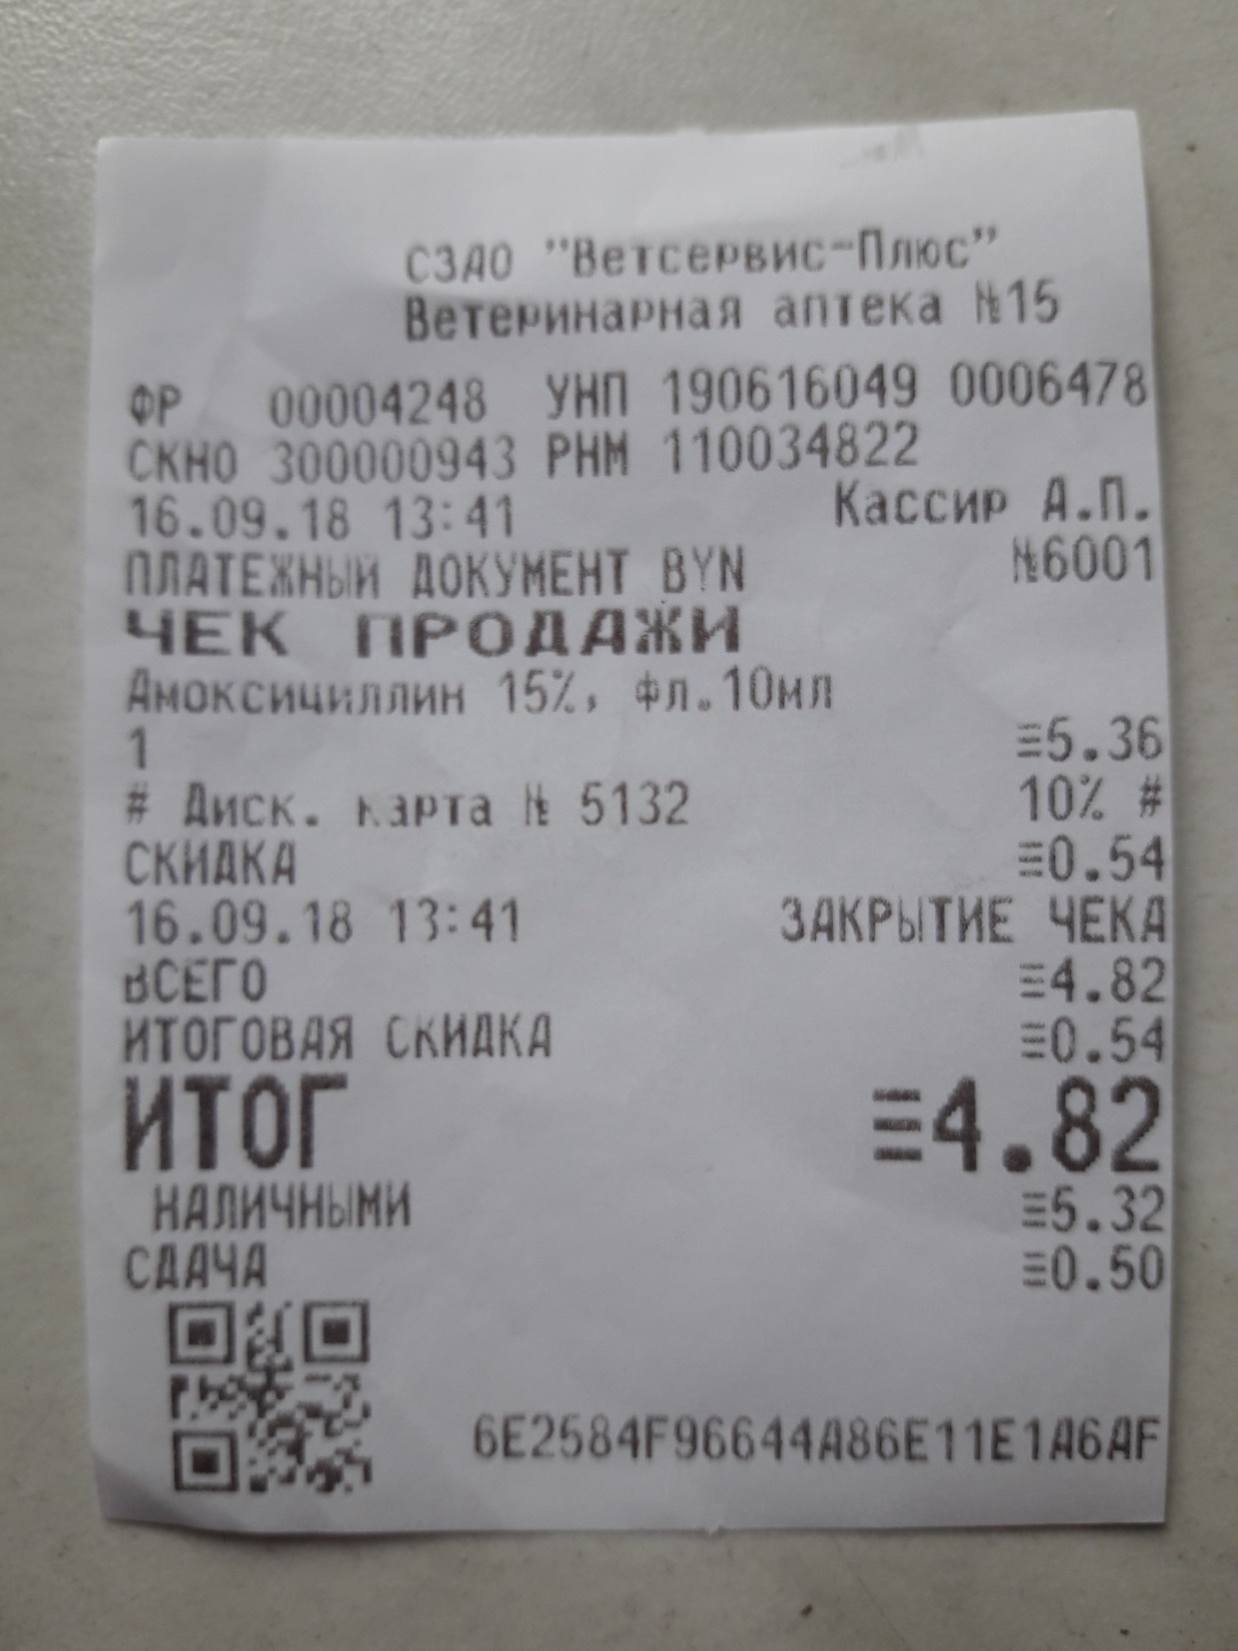 СЗАО "Ветсервис-Плюс"
Ветеринарная аптека №15
ФР 00004248 УНП 190616049 0006478
СКНО 300000943 РНМ 110034822
16.09.18 13:41 Кассир А.П.
ПЛАТЕЖНЫЙ ДОКУМЕНТ BYN №6001
ЧЕК ПРОДАЖИ
Амоксициллин 15%, фл.10мл
1 ≡5.36
# Диск. карта № 5132 10% #
СКИДКА ≡0.54
16.09.18 13:41 ЗАКРЫТИЕ ЧЕКА
ВСЕГО ≡4.82
ИТОГОВАЯ СКИДКА ≡0.54
ИТОГ ≡4.82
НАЛИЧНЫМИ ≡5.32
СДАЧА ≡0.50
6E2584F96644A86E11E1A6AF